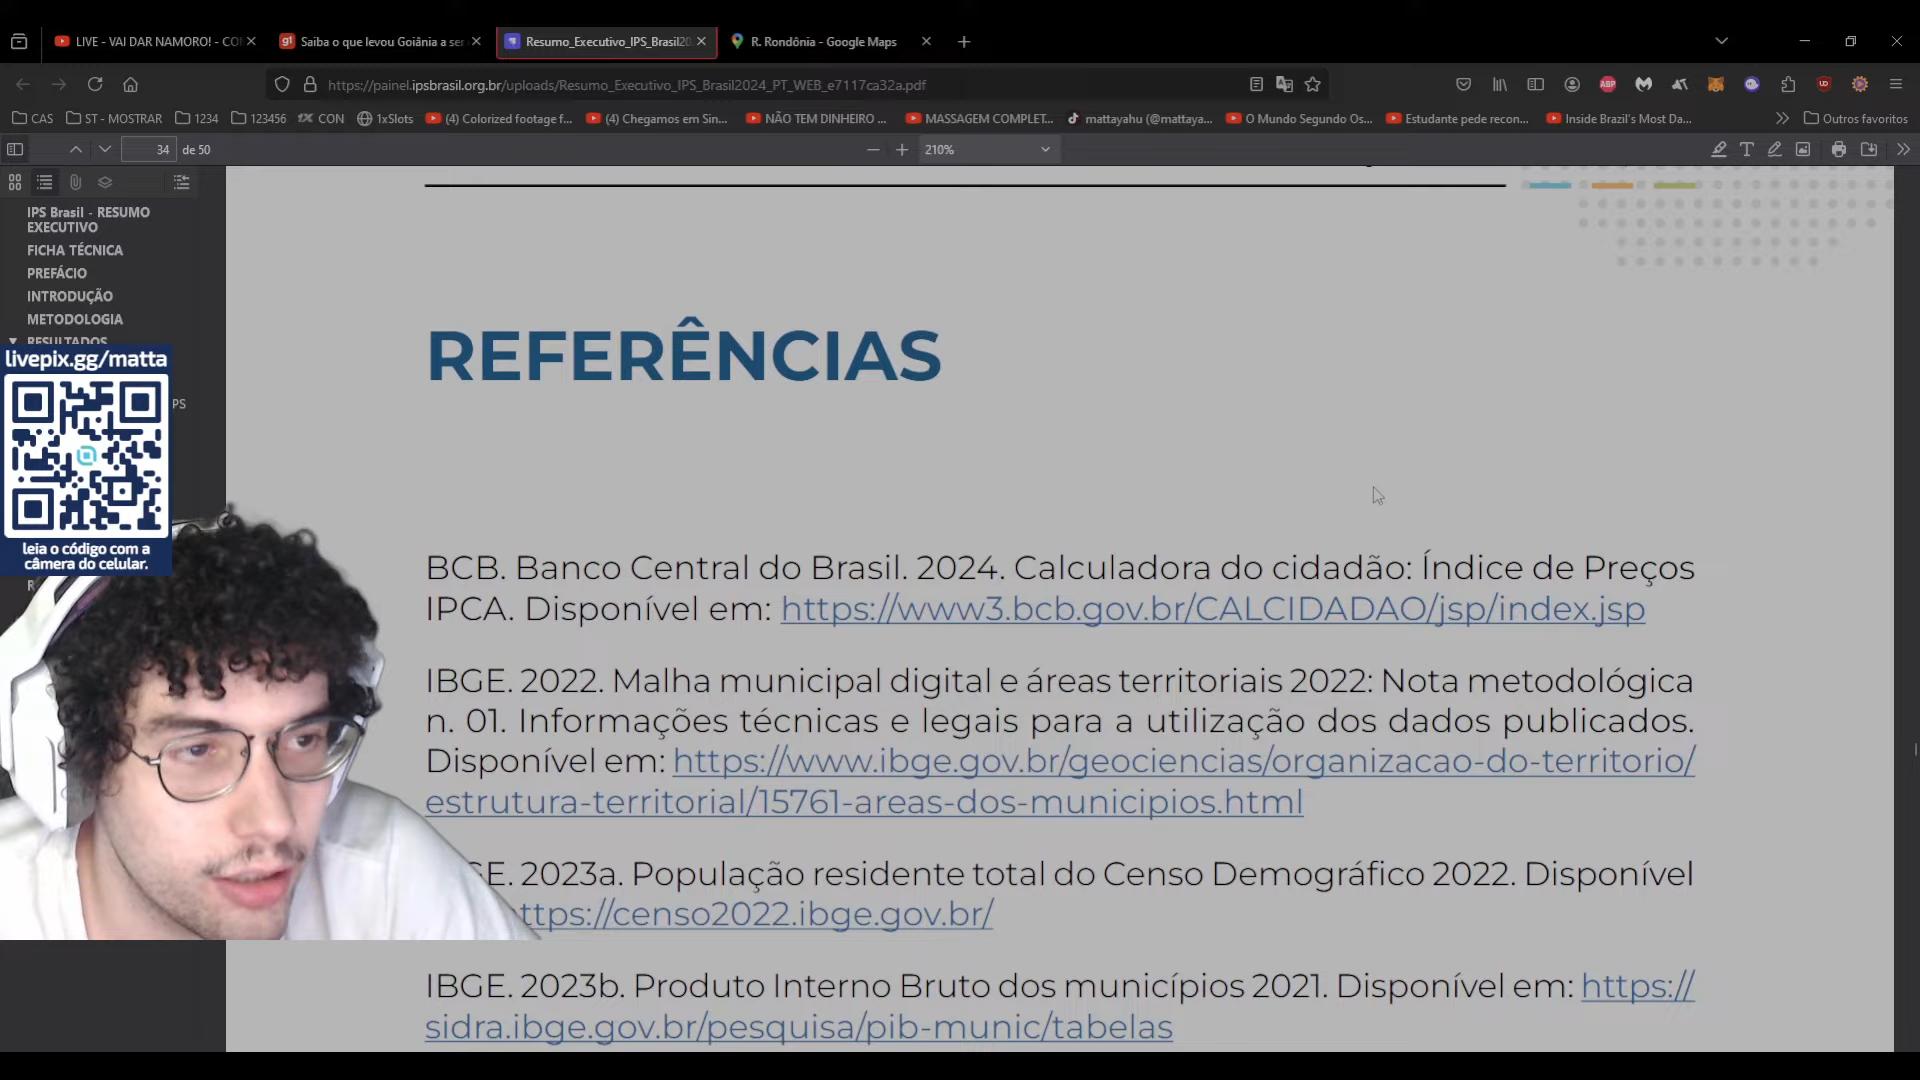 LIVE - VAI DAR NAMORO! - CO
Saiba o que levou Goiânia a ser
Resumo_Executivo_IPS_Brasil20
R. Rondônia - Google Maps
https://painel.ipsbrasil.org.br/uploads/Resumo_Executivo_IPS_Brasil2024_PT_WEB_e7117ca32a.pdf
CAS
ST - MOSTRAR
1234
123456
CON
1xSlots
(4) Colorized footage f...
(4) Chegamos em Sin...
NÃO TEM DINHEIRO ...
MASSAGEM COMPLET...
mattayahu (@mattaya...
O Mundo Segundo Os...
Estudante pede recon...
Inside Brazil's Most Da...
Outros favoritos
34 de 50
210%
IPS Brasil - RESUMO
EXECUTIVO
FICHA TÉCNICA
PREFÁCIO
INTRODUÇÃO
METODOLOGIA
RESULTADOS
livepix.gg/matta
PS
leia o código com a
câmera do celular.
REFERÊNCIAS
BCB. Banco Central do Brasil. 2024. Calculadora do cidadão: Índice de Preços
IPCA. Disponível em: https://www3.bcb.gov.br/CALCIDADAO/jsp/index.jsp
IBGE. 2022. Malha municipal digital e áreas territoriais 2022: Nota metodológica
n. 01. Informações técnicas e legais para a utilização dos dados publicados.
Disponível em: https://www.ibge.gov.br/geociencias/organizacao-do-territorio/
estrutura-territorial/15761-areas-dos-municipios.html
GE. 2023a. População residente total do Censo Demográfico 2022. Disponível
ttps://censo2022.ibge.gov.br/
IBGE. 2023b. Produto Interno Bruto dos municípios 2021. Disponível em: https://
sidra.ibge.gov.br/pesquisa/pib-munic/tabelas